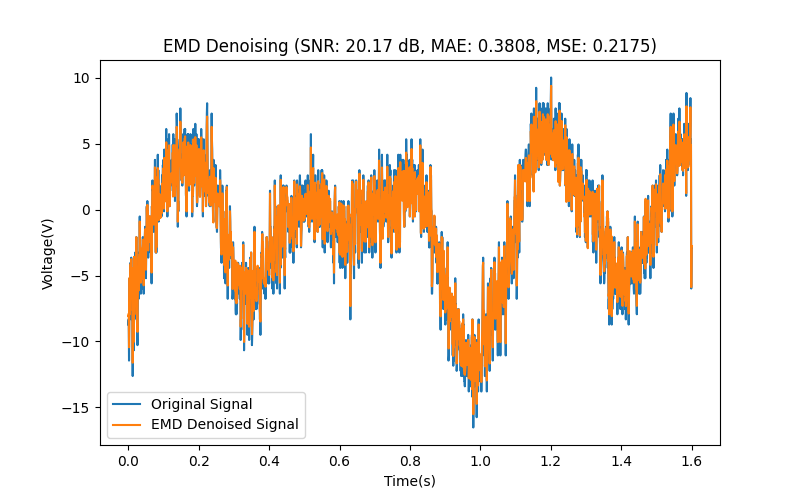 EMD Denoising (SNR: 20.17 dB, MAE: 0.3808, MSE: 0.2175)
10
5
0
−5
−10
−15
Voltage(V)
Original Signal
EMD Denoised Signal
0.0 0.2 0.4 0.6 0.8 1.0 1.2 1.4 1.6
Time(s)